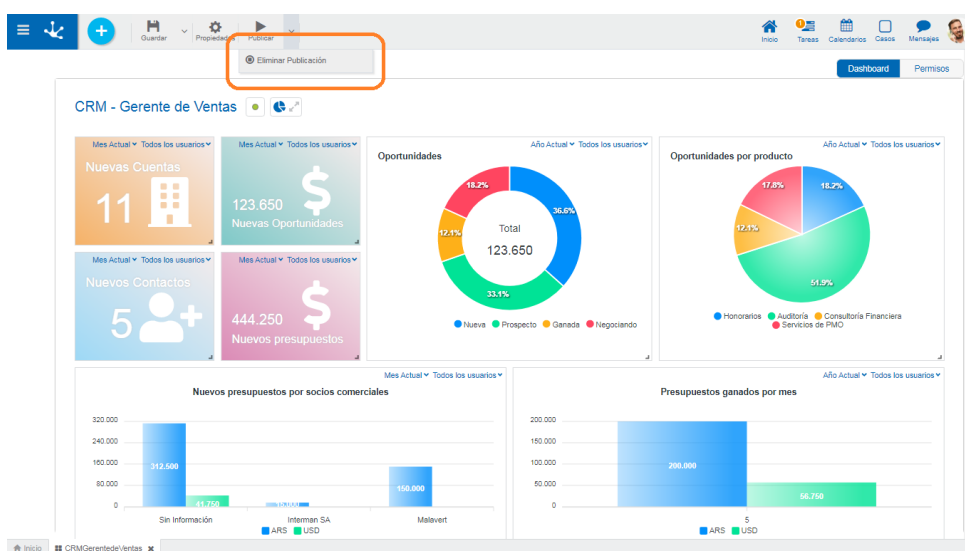 Guardar
Propiedades
Publicar
Inicio
1
Tareas
Calendarios
Casos
Mensajes
Eliminar Publicación
Dashboard
Permisos
CRM - Gerente de Ventas
Mes Actual Todos los usuarios
Nuevas Cuentas
11
Mes Actual Todos los usuarios
123.650
Nuevas Oportunidades
Año Actual Todos los usuarios
Oportunidades
18.2%
36.6%
12.1%
Total
123.650
33.1%
Nueva Prospecto Ganada Negociando
Año Actual Todos los usuarios
Oportunidades por producto
17.8%
18.2%
12.1%
51.9%
Honorarios Auditoría Consultoría Financiera
Servicios de PMO
Mes Actual Todos los usuarios
Nuevos Contactos
5
Mes Actual Todos los usuarios
444.250
Nuevos presupuestos
Mes Actual Todos los usuarios
Nuevos presupuestos por socios comerciales
320.000
240.000
160.000
80.000
0
312.500
41.750
15.000
150.000
Sin Información
Interman SA
Malavert
ARS USD
Año Actual Todos los usuarios
Presupuestos ganados por mes
200.000
150.000
100.000
50.000
0
200.000
56.750
5
ARS USD
Inicio
CRMGerentedeVentas